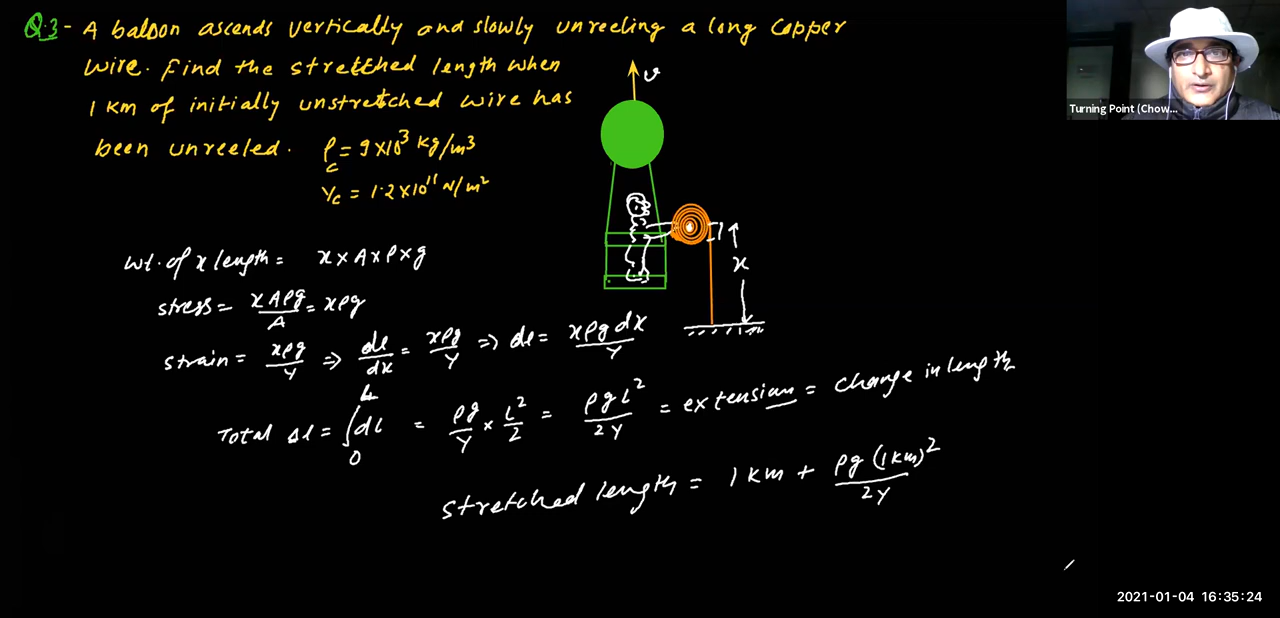 Q.3- A baloon ascends vertically and slowly unreeling a long copper
wire. Find the stretched length when
1 Km of initially unstretched wire has
been unreeled. ρc = 9×10³ kg/m³
Yc = 1.2×10¹¹ N/m²
v
x
wt. of x length = x×A×ρ×g
stress = xAρg/A = xρg
strain = xρg/Y ⇒ dl/dx = xρg/Y ⇒ dl = xρg dx/Y
Total Δl = ∫₀ᴸ dl = ρg/Y × L²/2 = ρgL²/2Y = extension = change in length
stretched length = 1 Km + ρg (1km)²/2Y
Turning Point (Chow...
2021-01-04 16:35:24